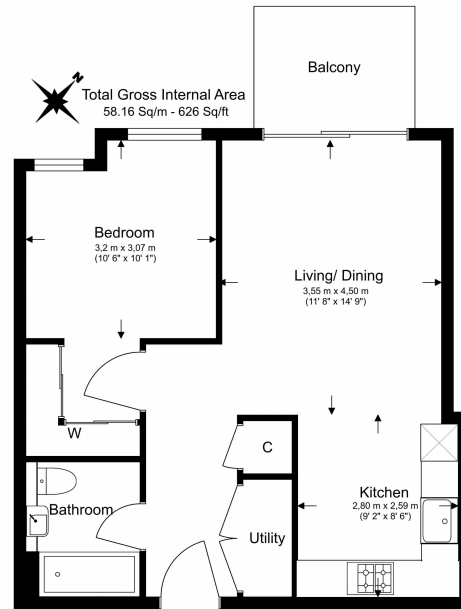 Balcony
N
Total Gross Internal Area
58.16 Sq/m - 626 Sq/ft
Bedroom
3,2 m x 3,07 m
(10' 6" x 10' 1")
Living/ Dining
3,55 m x 4,50 m
(11' 8" x 14' 9")
W
C
Kitchen
2,80 m x 2,59 m
(9' 2" x 8' 6")
Bathroom
Utility